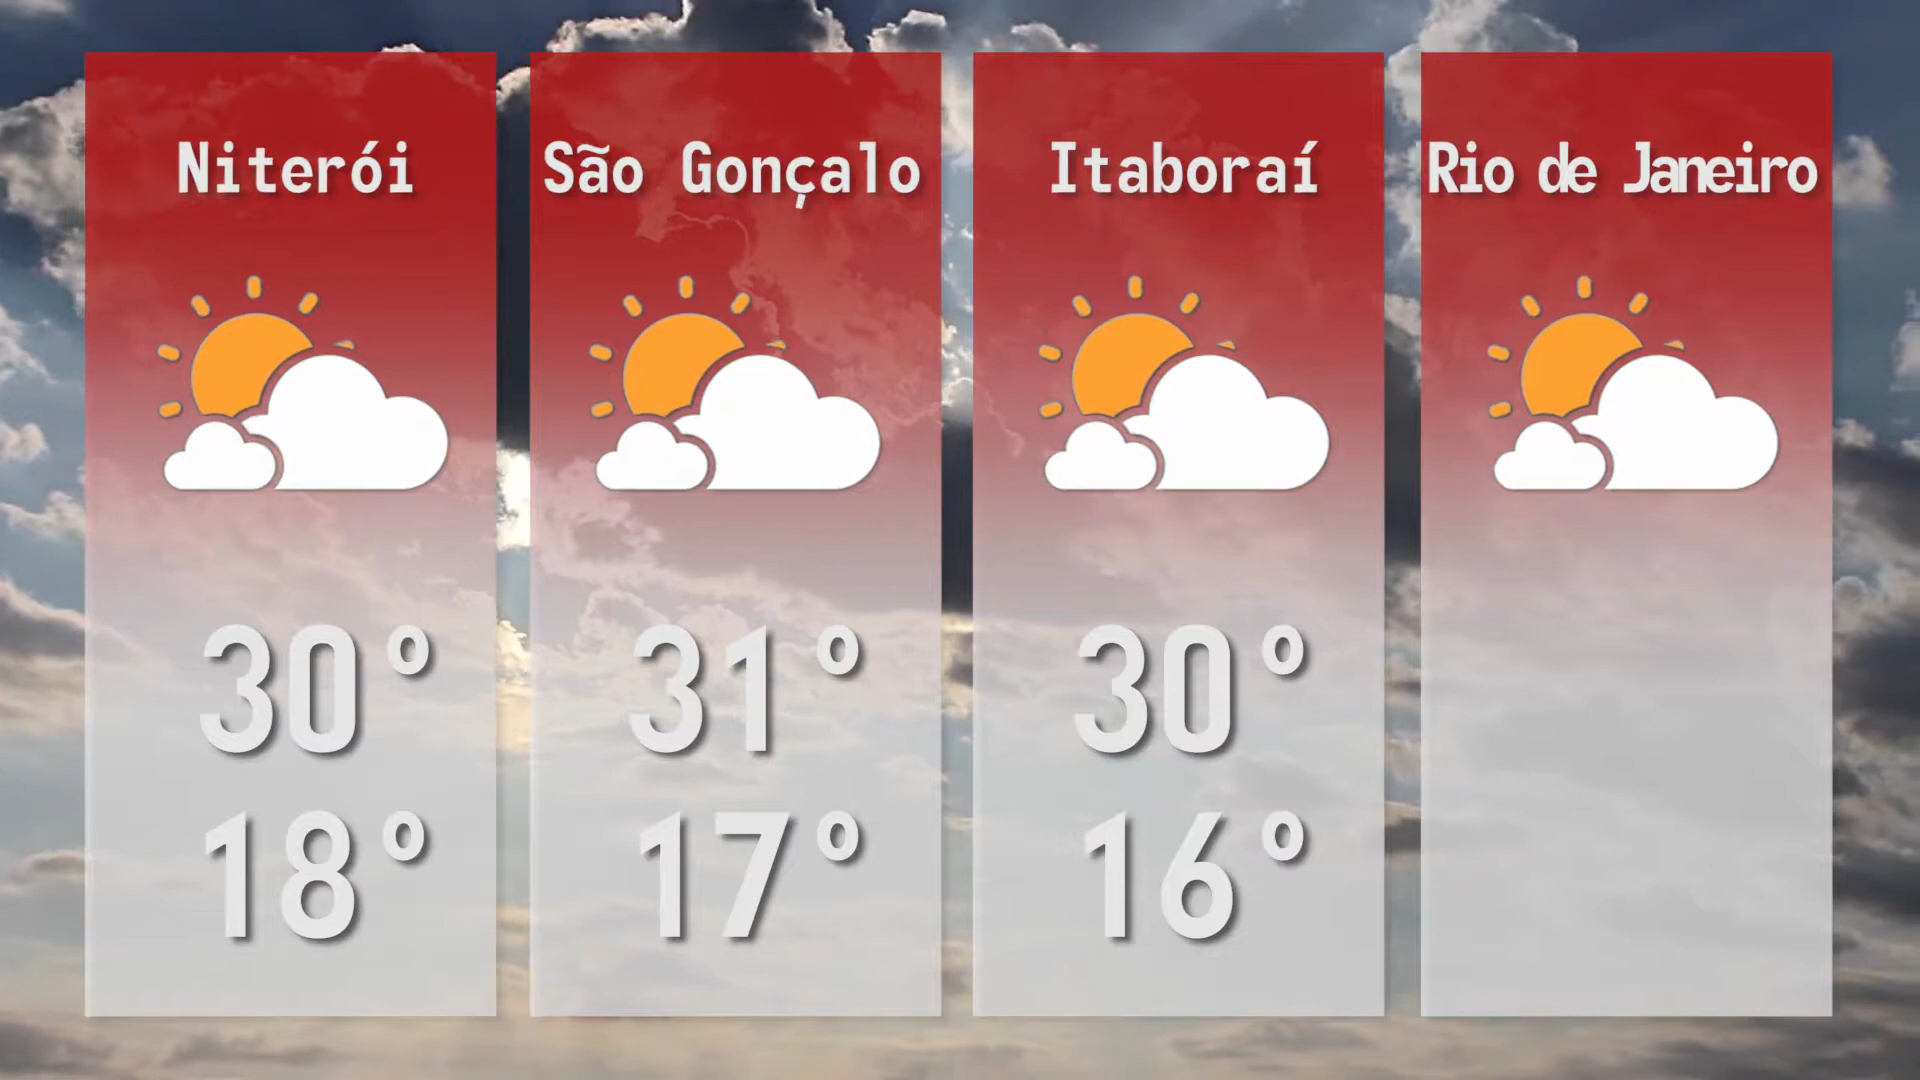 Niterói
30°
18°
São Gonçalo
31°
17°
Itaboraí
30°
16°
Rio de Janeiro